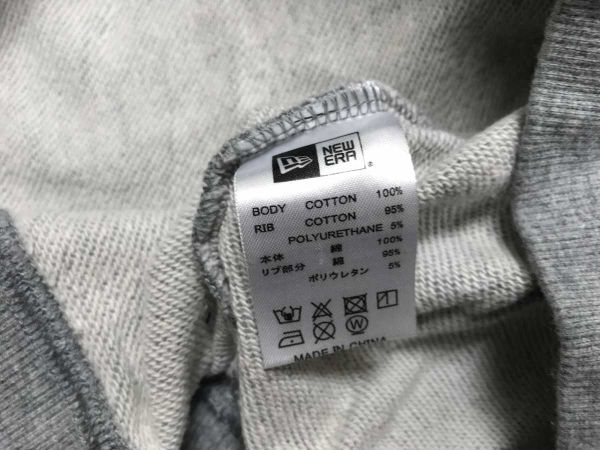 NEW
ERA
BODY COTTON 100%
RIB COTTON 95%
POLYURETHANE 5%
本体 綿 100%
リブ部分 綿 95%
ポリウレタン 5%
W
MADE IN CHINA